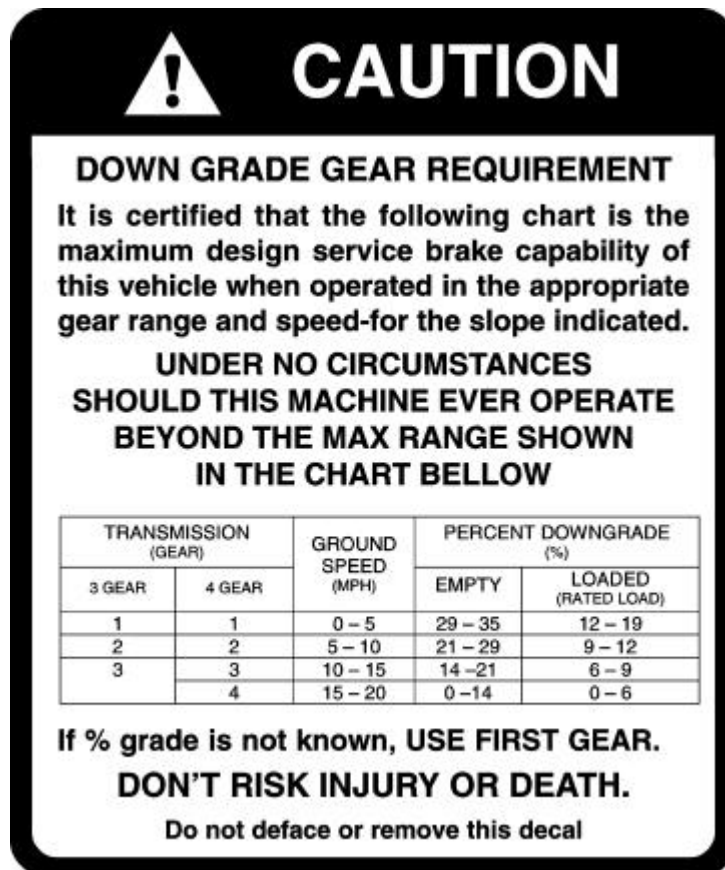 CAUTION
DOWN GRADE GEAR REQUIREMENT
It is certified that the following chart is the
maximum design service brake capability of
this vehicle when operated in the appropriate
gear range and speed-for the slope indicated.
UNDER NO CIRCUMSTANCES
SHOULD THIS MACHINE EVER OPERATE
BEYOND THE MAX RANGE SHOWN
IN THE CHART BELLOW
TRANSMISSION (GEAR) GROUND SPEED (MPH) PERCENT DOWNGRADE (%)
3 GEAR 4 GEAR EMPTY LOADED (RATED LOAD)
1 1 0 – 5 29 – 35 12 – 19
2 2 5 – 10 21 – 29 9 – 12
3 3 10 – 15 14 –21 6 – 9
4 15 – 20 0 –14 0 – 6
If % grade is not known, USE FIRST GEAR.
DON'T RISK INJURY OR DEATH.
Do not deface or remove this decal